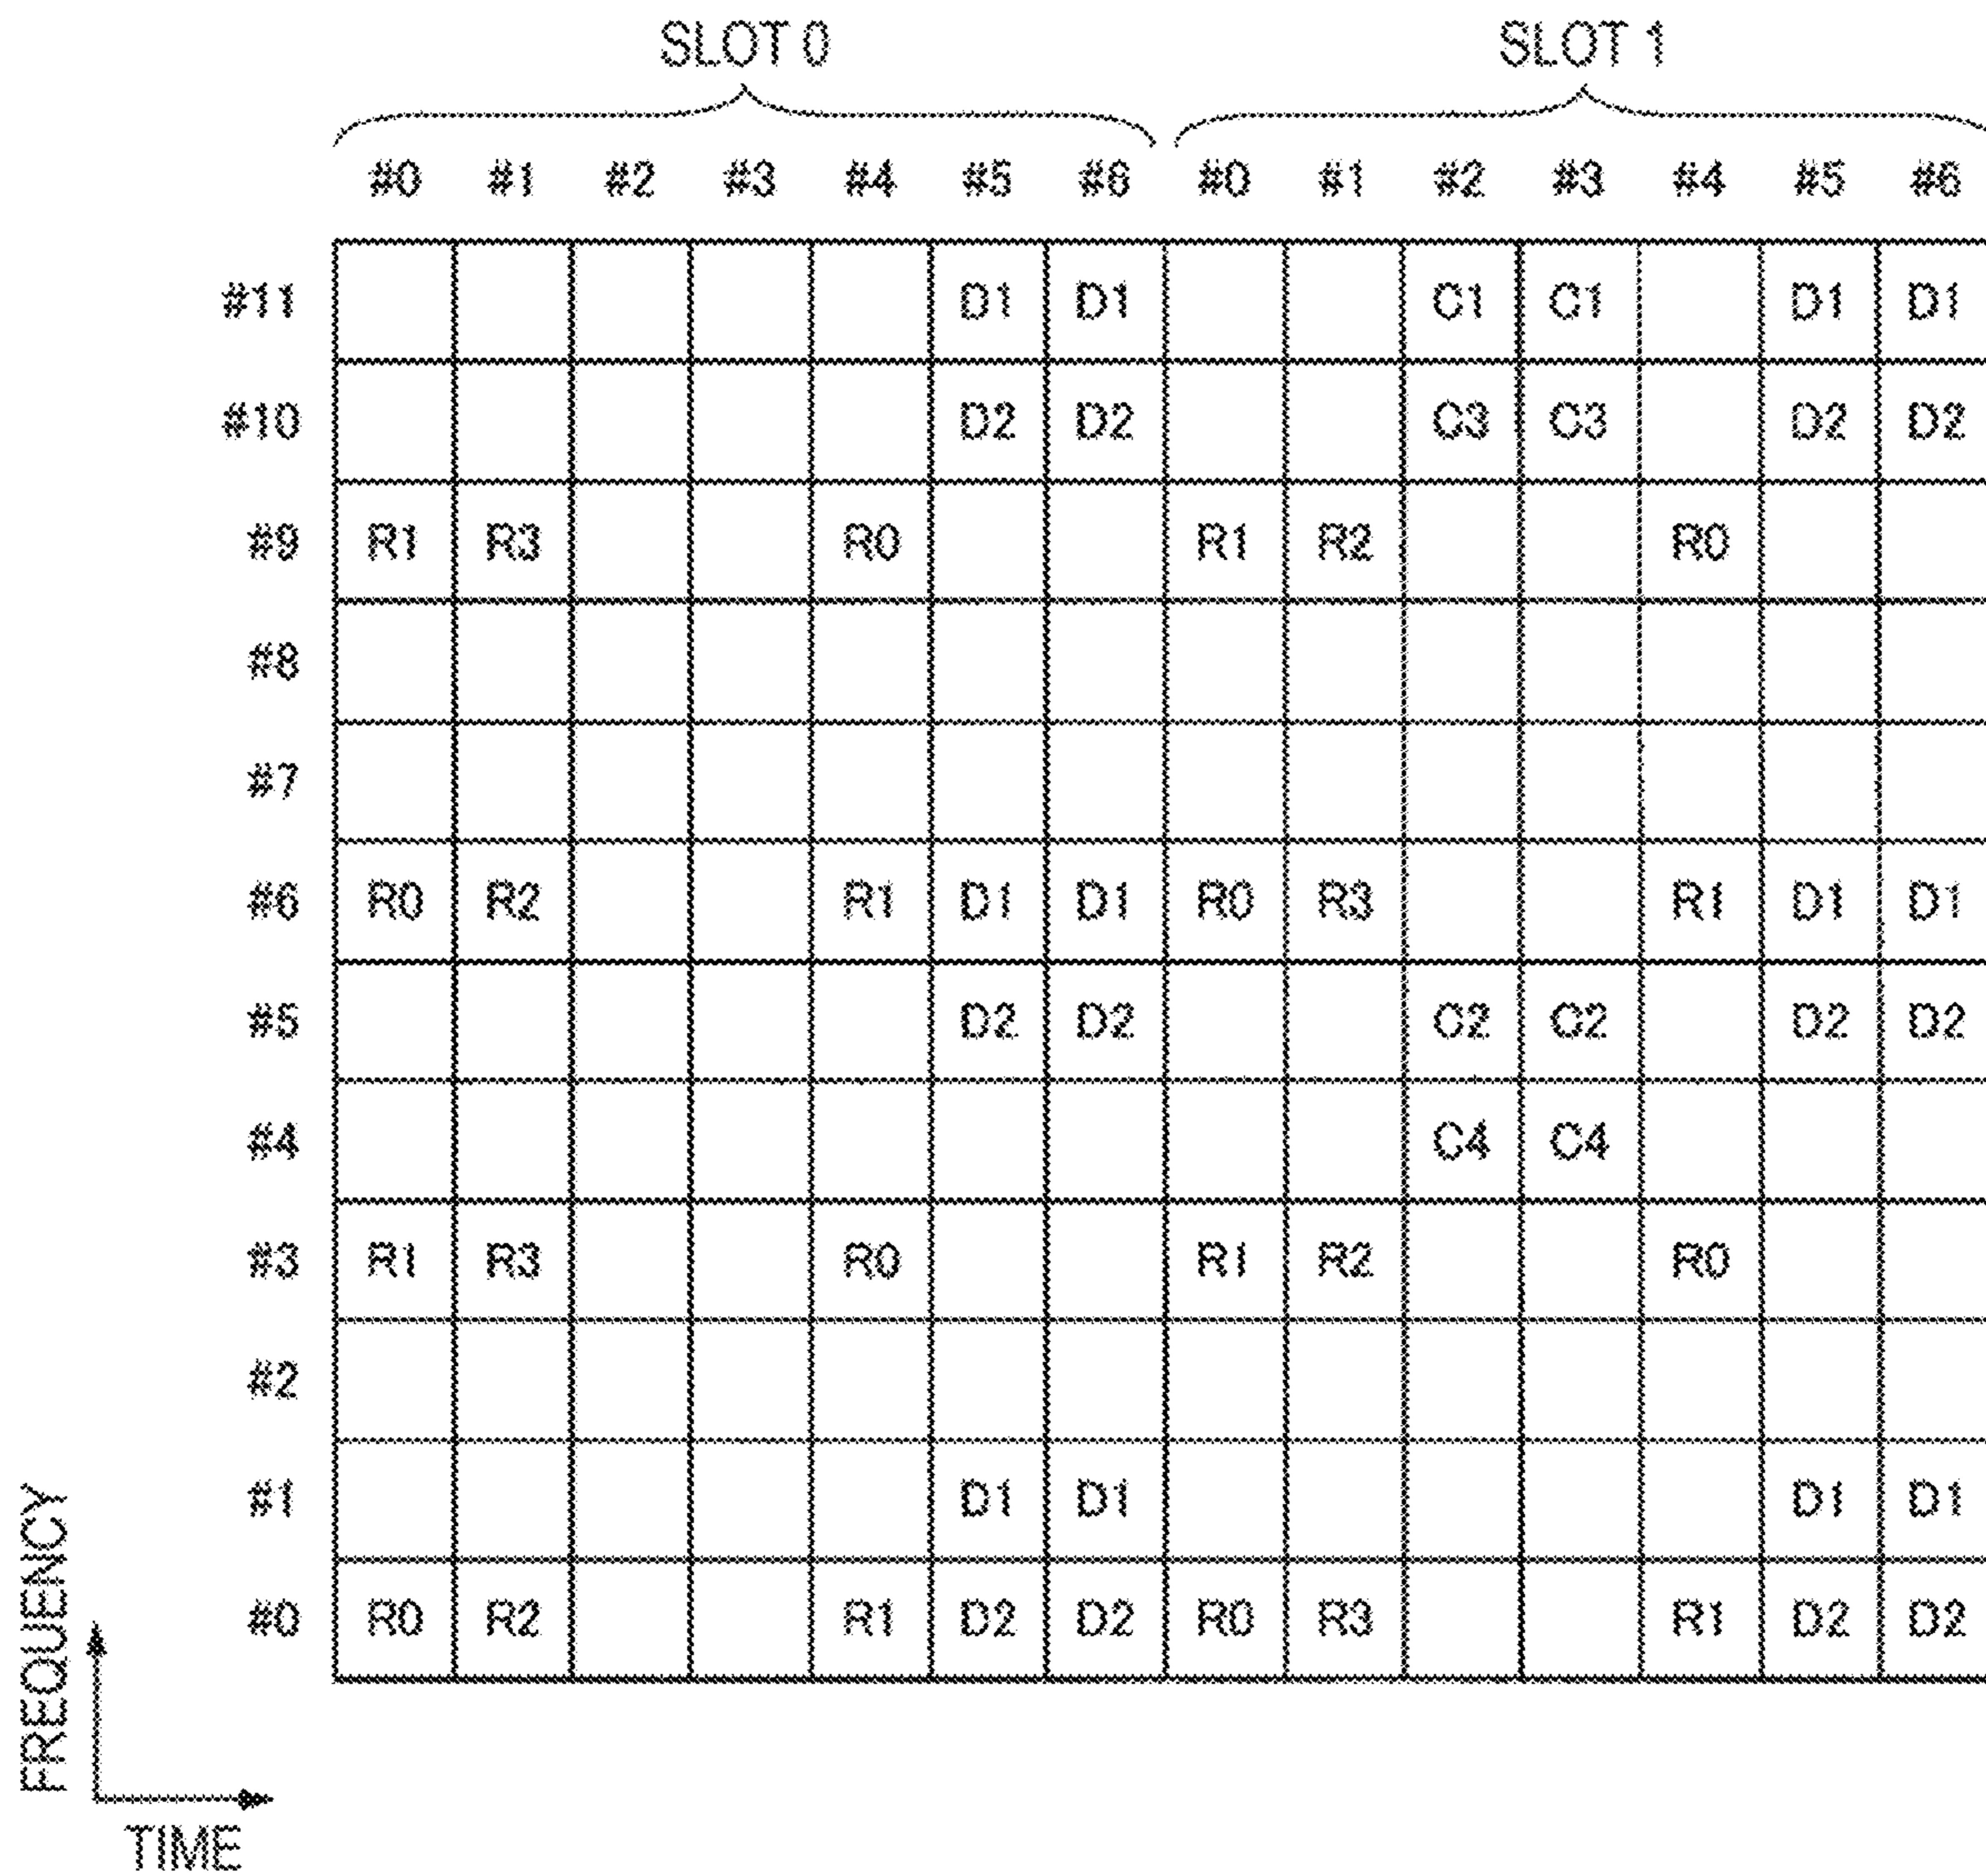 SLOT 0 SLOT 1
#0 #1 #2 #3 #4 #5 #6 #0 #1 #2 #3 #4 #5 #6
#11 D1 D1 C1 C1 D1 D1
#10 D2 D2 C3 C3 D2 D2
#9 R1 R3 R0 R1 R2 R0
#8
#7
#6 R0 R2 R1 D1 D1 R0 R3 R1 D1 D1
#5 D2 D2 C2 C2 D2 D2
#4 C4 C4
#3 R1 R3 R0 R1 R2 R0
#2
#1 D1 D1 D1 D1
#0 R0 R2 R1 D2 D2 R0 R3 R1 D2 D2
FREQUENCY
TIME